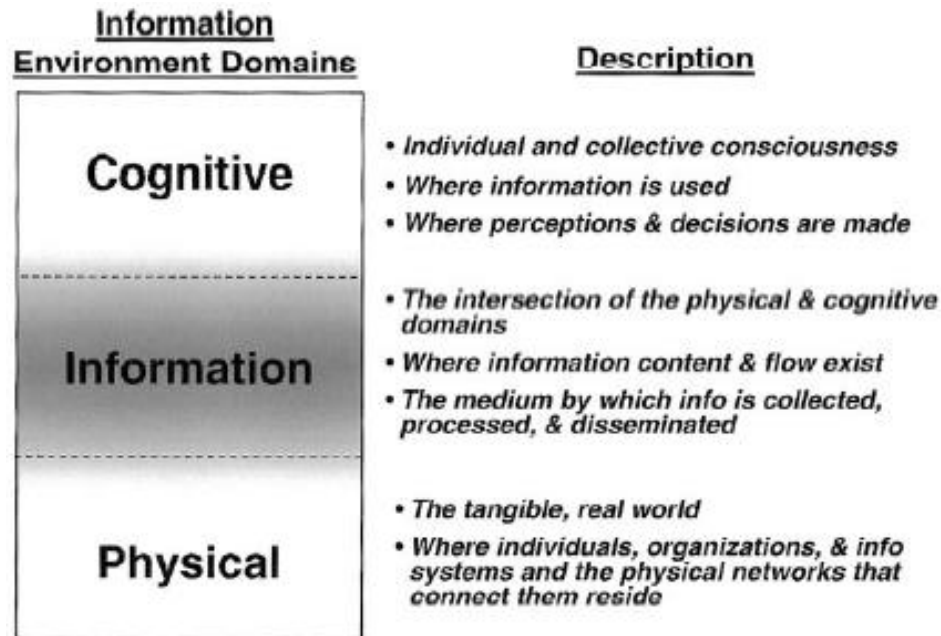 Information
Environment Domains
Description
Cognitive
• Individual and collective consciousness
• Where information is used
• Where perceptions & decisions are made
Information
• The intersection of the physical & cognitive
domains
• Where information content & flow exist
• The medium by which info is collected,
processed, & disseminated
Physical
• The tangible, real world
• Where individuals, organizations, & info
systems and the physical networks that
connect them reside